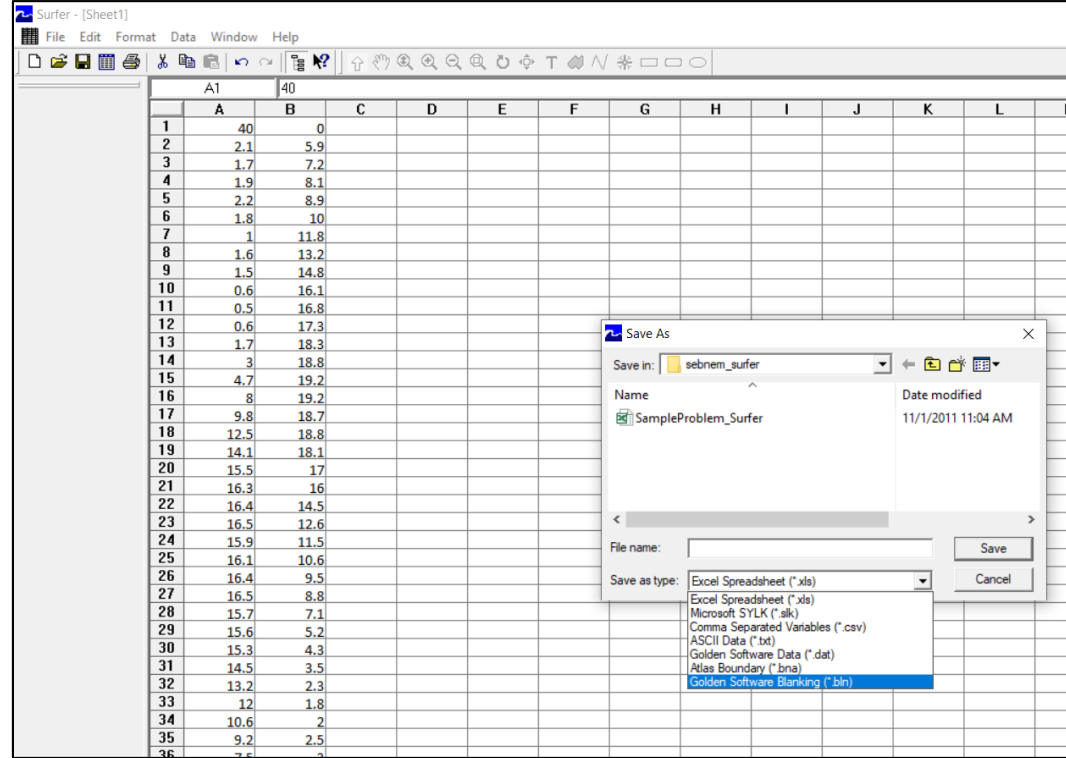 Surfer - [Sheet1]
File Edit Format Data Window Help
A1 40
A B C D E F G H I J K L
1 40 0
2 2.1 5.9
3 1.7 7.2
4 1.9 8.1
5 2.2 8.9
6 1.8 10
7 1 11.8
8 1.6 13.2
9 1.5 14.8
10 0.6 16.1
11 0.5 16.8
12 0.6 17.3
13 1.7 18.3
14 3 18.8
15 4.7 19.2
16 8 19.2
17 9.8 18.7
18 12.5 18.8
19 14.1 18.1
20 15.5 17
21 16.3 16
22 16.4 14.5
23 16.5 12.6
24 15.9 11.5
25 16.1 10.6
26 16.4 9.5
27 16.5 8.8
28 15.7 7.1
29 15.6 5.2
30 15.3 4.3
31 14.5 3.5
32 13.2 2.3
33 12 1.8
34 10.6 2
35 9.2 2.5
36
Save As
Save in: sebnem_surfer
Name Date modified
SampleProblem_Surfer 11/1/2011 11:04 AM
File name: Save
Save as type: Excel Spreadsheet (*.xls) Cancel
Excel Spreadsheet (*.xls)
Microsoft SYLK (*.slk)
Comma Separated Variables (*.csv)
ASCII Data (*.txt)
Golden Software Data (*.dat)
Atlas Boundary (*.bna)
Golden Software Blanking (*.bln)